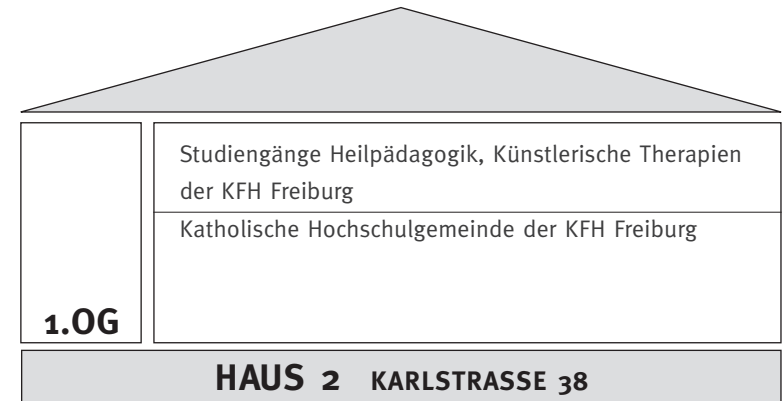 Studiengänge Heilpädagogik, Künstlerische Therapien
der KFH Freiburg
Katholische Hochschulgemeinde der KFH Freiburg
1.OG
HAUS 2 KARLSTRASSE 38